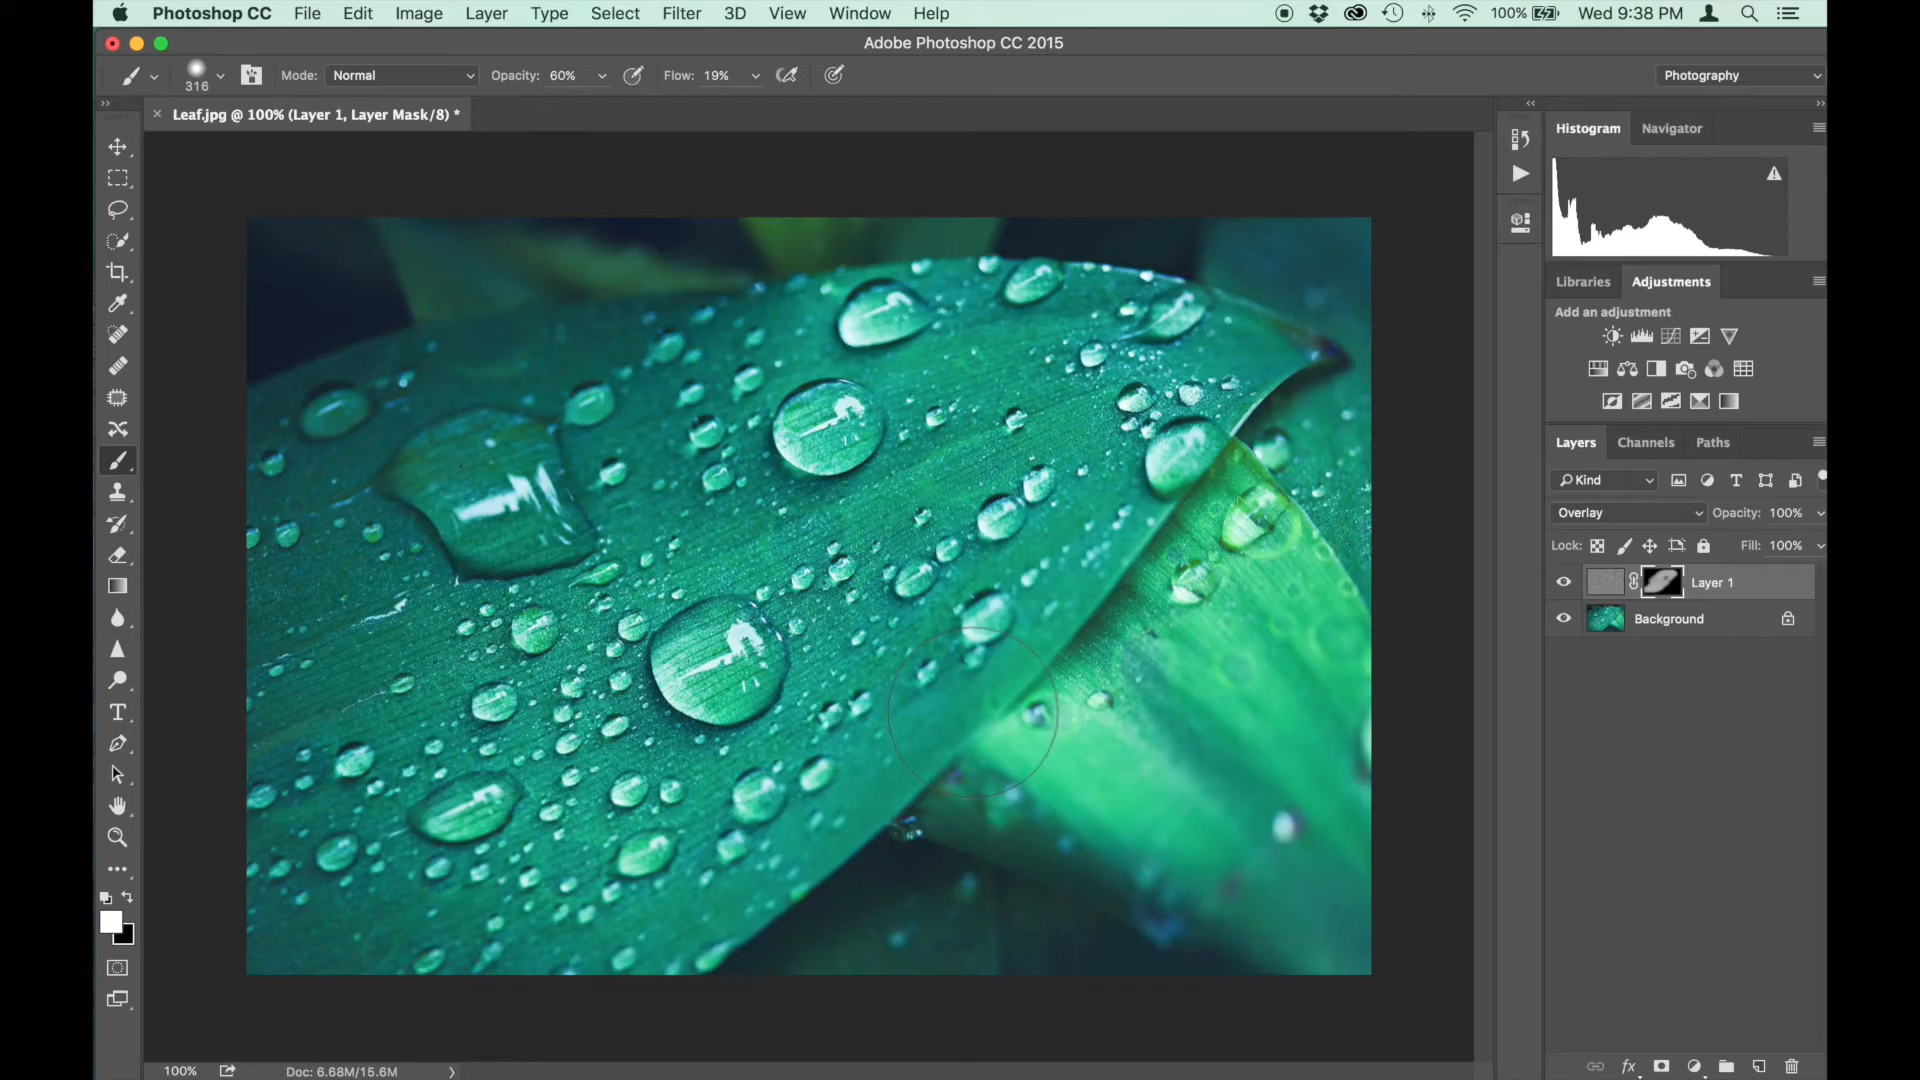 Photoshop CC File Edit Image Layer Type Select Filter 3D View Window Help 100% Wed 9:38 PM
Adobe Photoshop CC 2015
316 Mode: Normal Opacity: 60% Flow: 19% Photography
Leaf.jpg @ 100% (Layer 1, Layer Mask/8) *
Histogram Navigator
Libraries Adjustments
Add an adjustment
Layers Channels Paths
Kind
Overlay Opacity: 100%
Lock: Fill: 100%
Layer 1
Background
100% Doc: 6.68M/15.6M